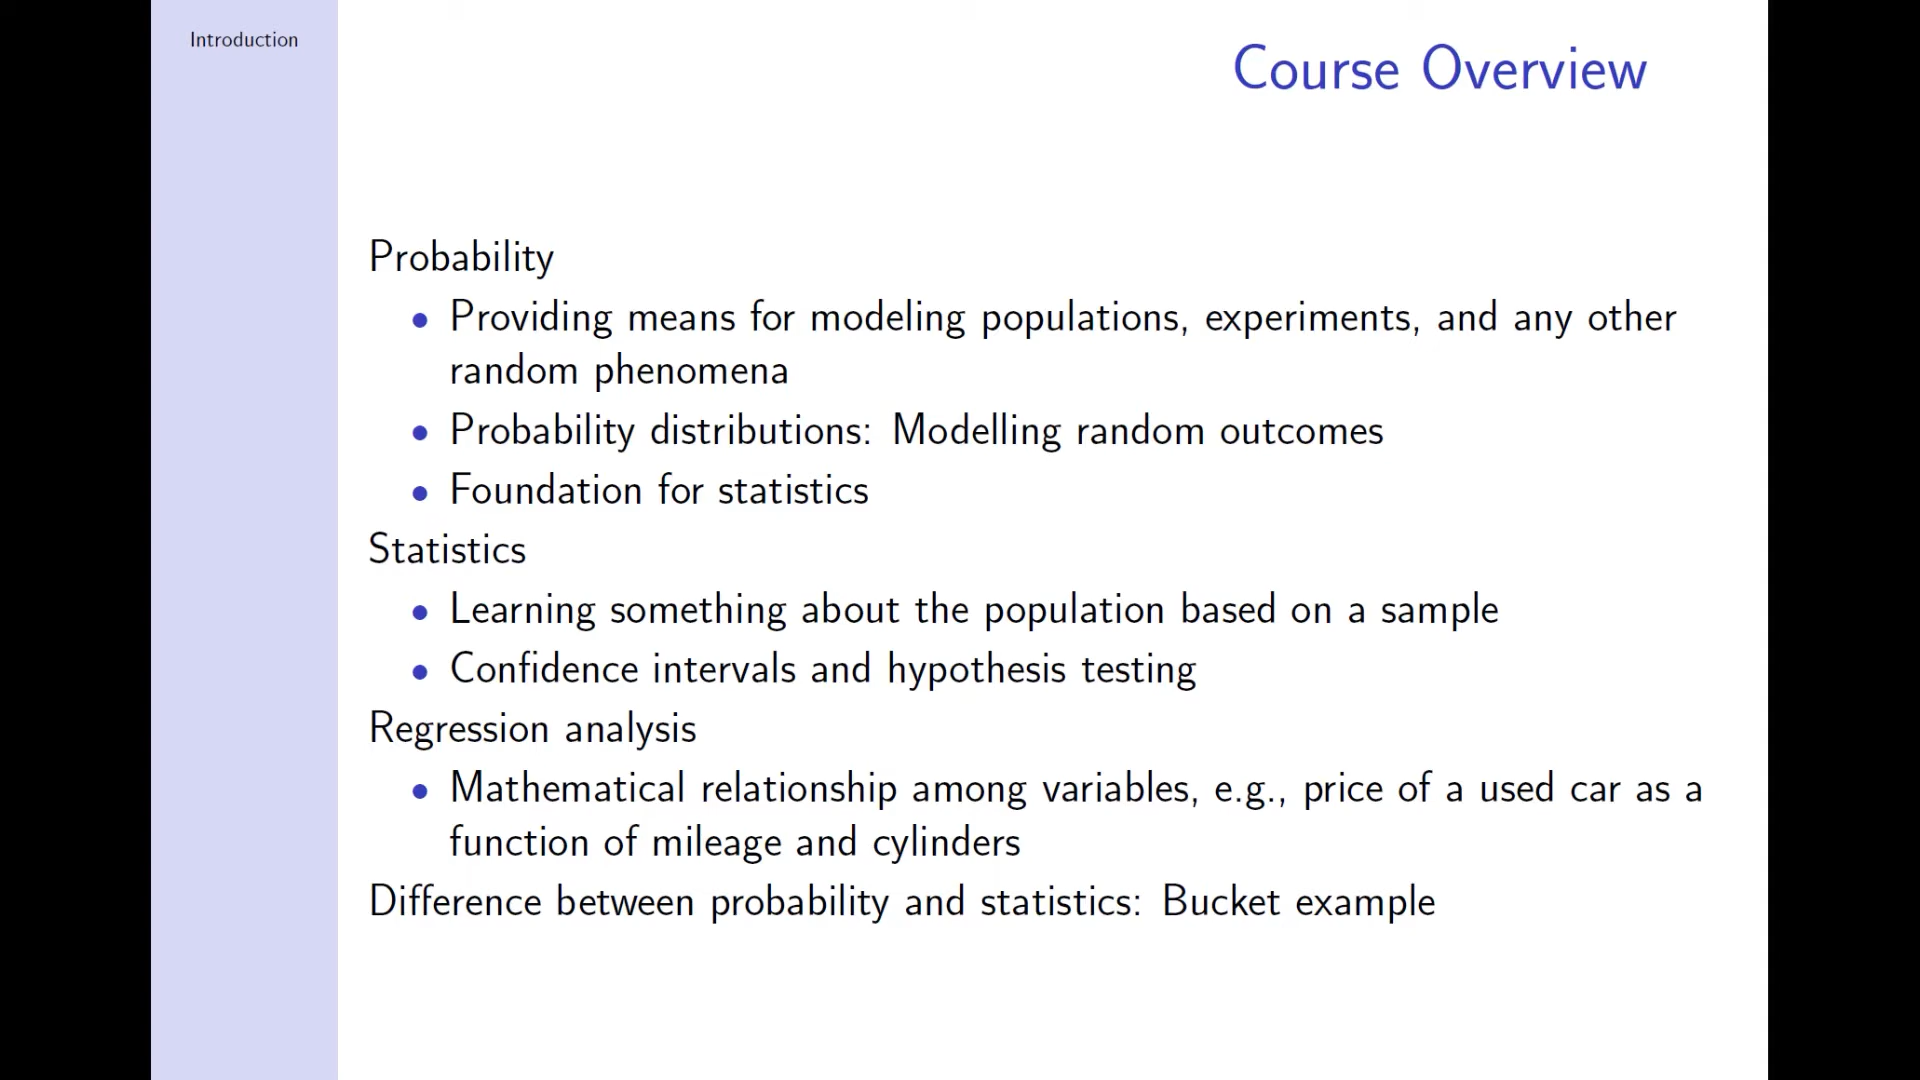 Introduction
Course Overview
Probability
• Providing means for modeling populations, experiments, and any other
random phenomena
• Probability distributions: Modelling random outcomes
• Foundation for statistics
Statistics
• Learning something about the population based on a sample
• Confidence intervals and hypothesis testing
Regression analysis
• Mathematical relationship among variables, e.g., price of a used car as a
function of mileage and cylinders
Difference between probability and statistics: Bucket example